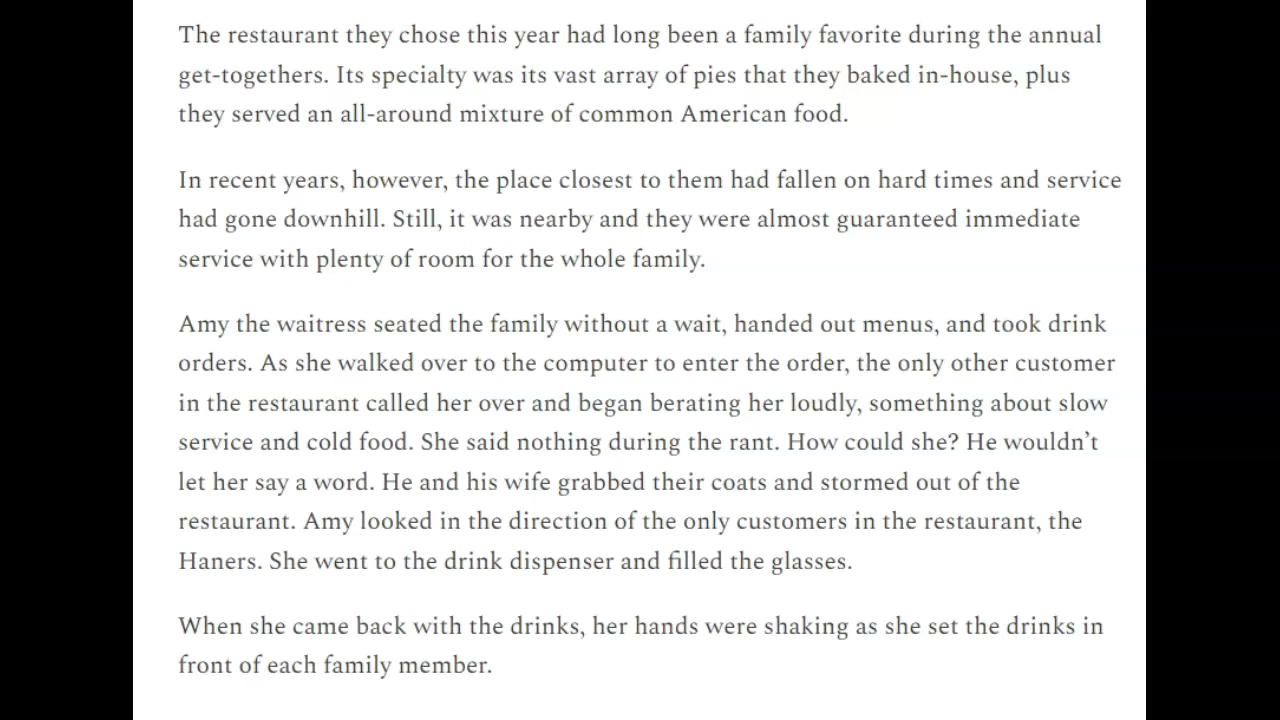 The restaurant they chose this year had long been a family favorite during the annual
get-togethers. Its specialty was its vast array of pies that they baked in-house, plus
they served an all-around mixture of common American food.
In recent years, however, the place closest to them had fallen on hard times and service
had gone downhill. Still, it was nearby and they were almost guaranteed immediate
service with plenty of room for the whole family.
Amy the waitress seated the family without a wait, handed out menus, and took drink
orders. As she walked over to the computer to enter the order, the only other customer
in the restaurant called her over and began berating her loudly, something about slow
service and cold food. She said nothing during the rant. How could she? He wouldn’t
let her say a word. He and his wife grabbed their coats and stormed out of the
restaurant. Amy looked in the direction of the only customers in the restaurant, the
Haners. She went to the drink dispenser and filled the glasses.
When she came back with the drinks, her hands were shaking as she set the drinks in
front of each family member.